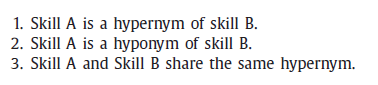 1. Skill A is a hypernym of skill B.
2. Skill A is a hyponym of skill B.
3. Skill A and Skill B share the same hypernym.